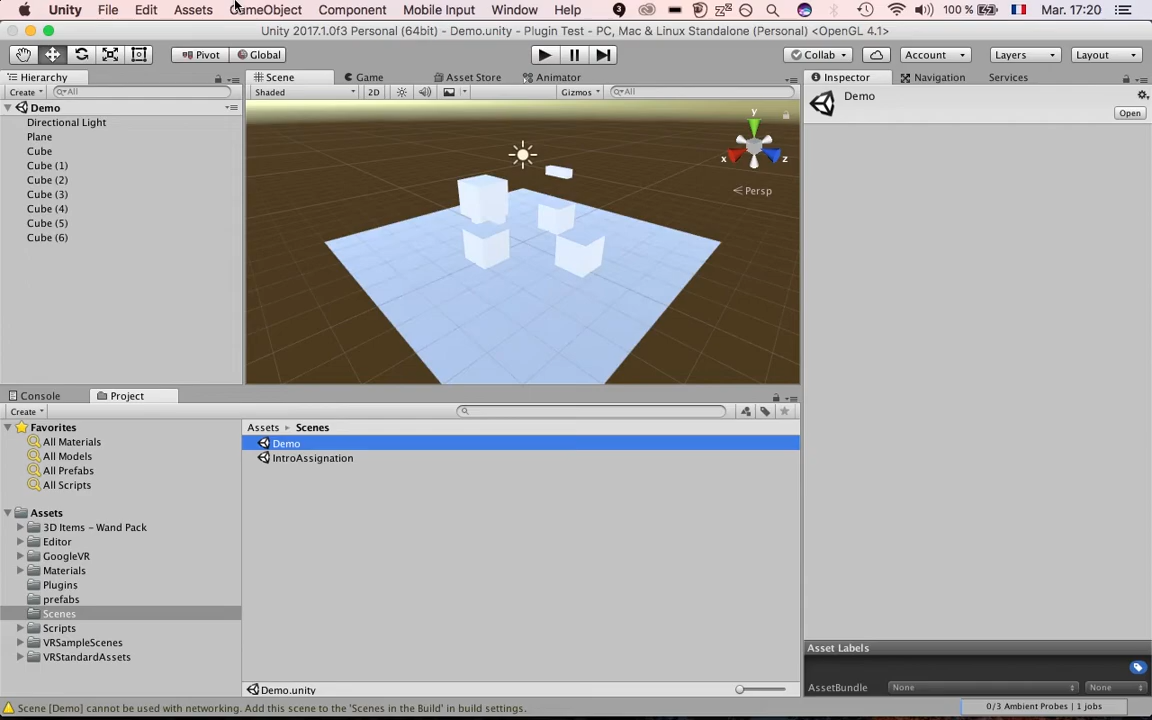 Unity File Edit Assets GameObject Component Mobile Input Window Help 3 100 % Mar. 17:20
Unity 2017.1.0f3 Personal (64bit) - Demo.unity - Plugin Test - PC, Mac & Linux Standalone (Personal) <OpenGL 4.1>
Pivot Global Collab Account Layers Layout
Hierarchy Scene Game Asset Store Animator Inspector Navigation Services
Create All Shaded 2D Gizmos All
Demo
Open
Demo
Directional Light
Plane
Cube
Cube (1)
Cube (2)
Cube (3)
Cube (4)
Cube (5)
Cube (6)
y
x z
Persp
Console Project
Create
Favorites
All Materials
All Models
All Prefabs
All Scripts
Assets
3D Items - Wand Pack
Editor
GoogleVR
Materials
Plugins
prefabs
Scenes
Scripts
VRSampleScenes
VRStandardAssets
Assets Scenes
Demo
IntroAssignation
Demo.unity
Asset Labels
AssetBundle None None
Scene [Demo] cannot be used with networking. Add this scene to the 'Scenes in the Build' in build settings.
0/3 Ambient Probes | 1 jobs